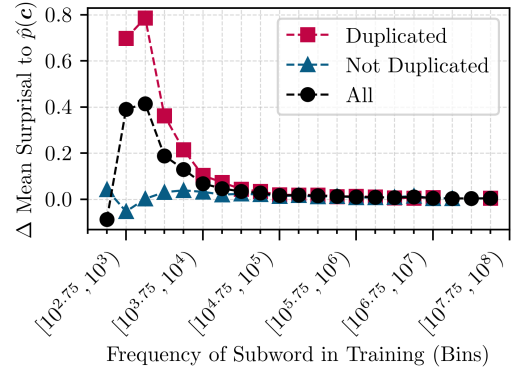 Δ Mean Surprisal to p̂(c)
0.8
0.6
0.4
0.2
0.0
Duplicated
Not Duplicated
All
[10^2.75, 10^3)
[10^3.75, 10^4)
[10^4.75, 10^5)
[10^5.75, 10^6)
[10^6.75, 10^7)
[10^7.75, 10^8)
Frequency of Subword in Training (Bins)